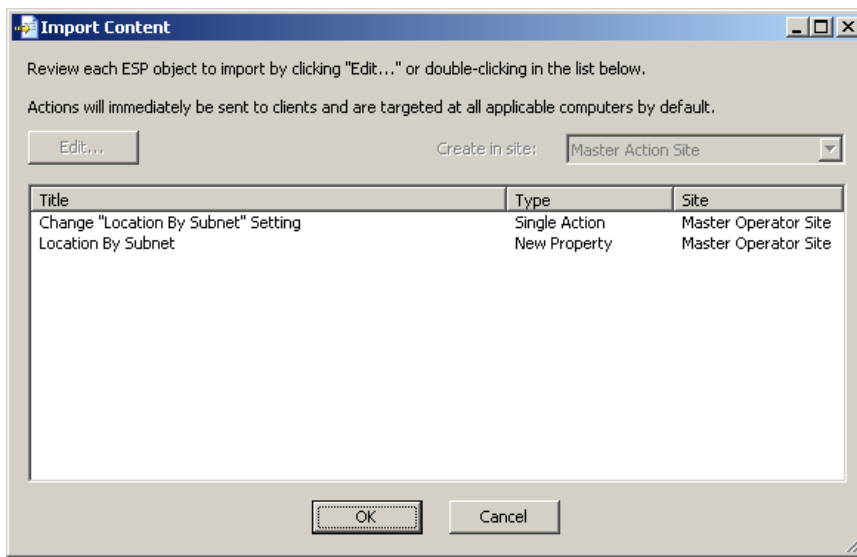 Import Content
Review each ESP object to import by clicking "Edit..." or double-clicking in the list below.
Actions will immediately be sent to clients and are targeted at all applicable computers by default.
Edit... Create in site: Master Action Site
Title Type Site
Change "Location By Subnet" Setting Single Action Master Operator Site
Location By Subnet New Property Master Operator Site
OK Cancel